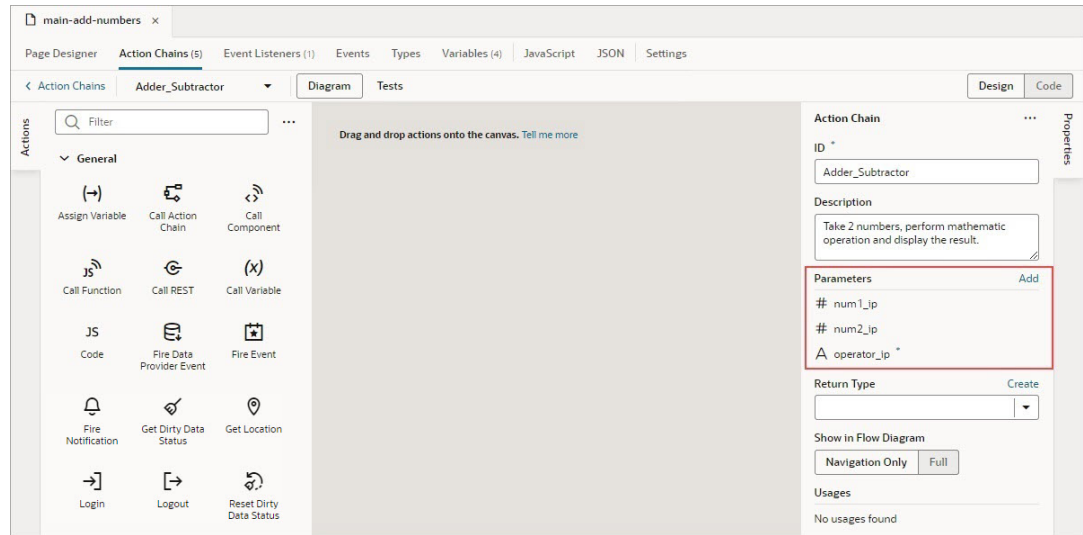 main-add-numbers ×
Page Designer Action Chains (5) Event Listeners (1) Events Types Variables (4) JavaScript JSON Settings
Action Chains Adder_Subtractor Diagram Tests Design Code
Actions
Filter ...
General
(→) (x)
Assign Variable
Call Action
Chain
Call
Component
JS
Call Function
Call REST
Call Variable
JS
Code
Fire Data
Provider Event
Fire Event
Fire
Notification
Get Dirty Data
Status
Get Location
Login
Logout
Reset Dirty
Data Status
Drag and drop actions onto the canvas. Tell me more
Action Chain ...
Properties
ID *
Adder_Subtractor
Description
Take 2 numbers, perform mathematic
operation and display the result.
Parameters Add
# num1_ip
# num2_ip
A operator_ip *
Return Type Create
Show in Flow Diagram
Navigation Only Full
Usages
No usages found